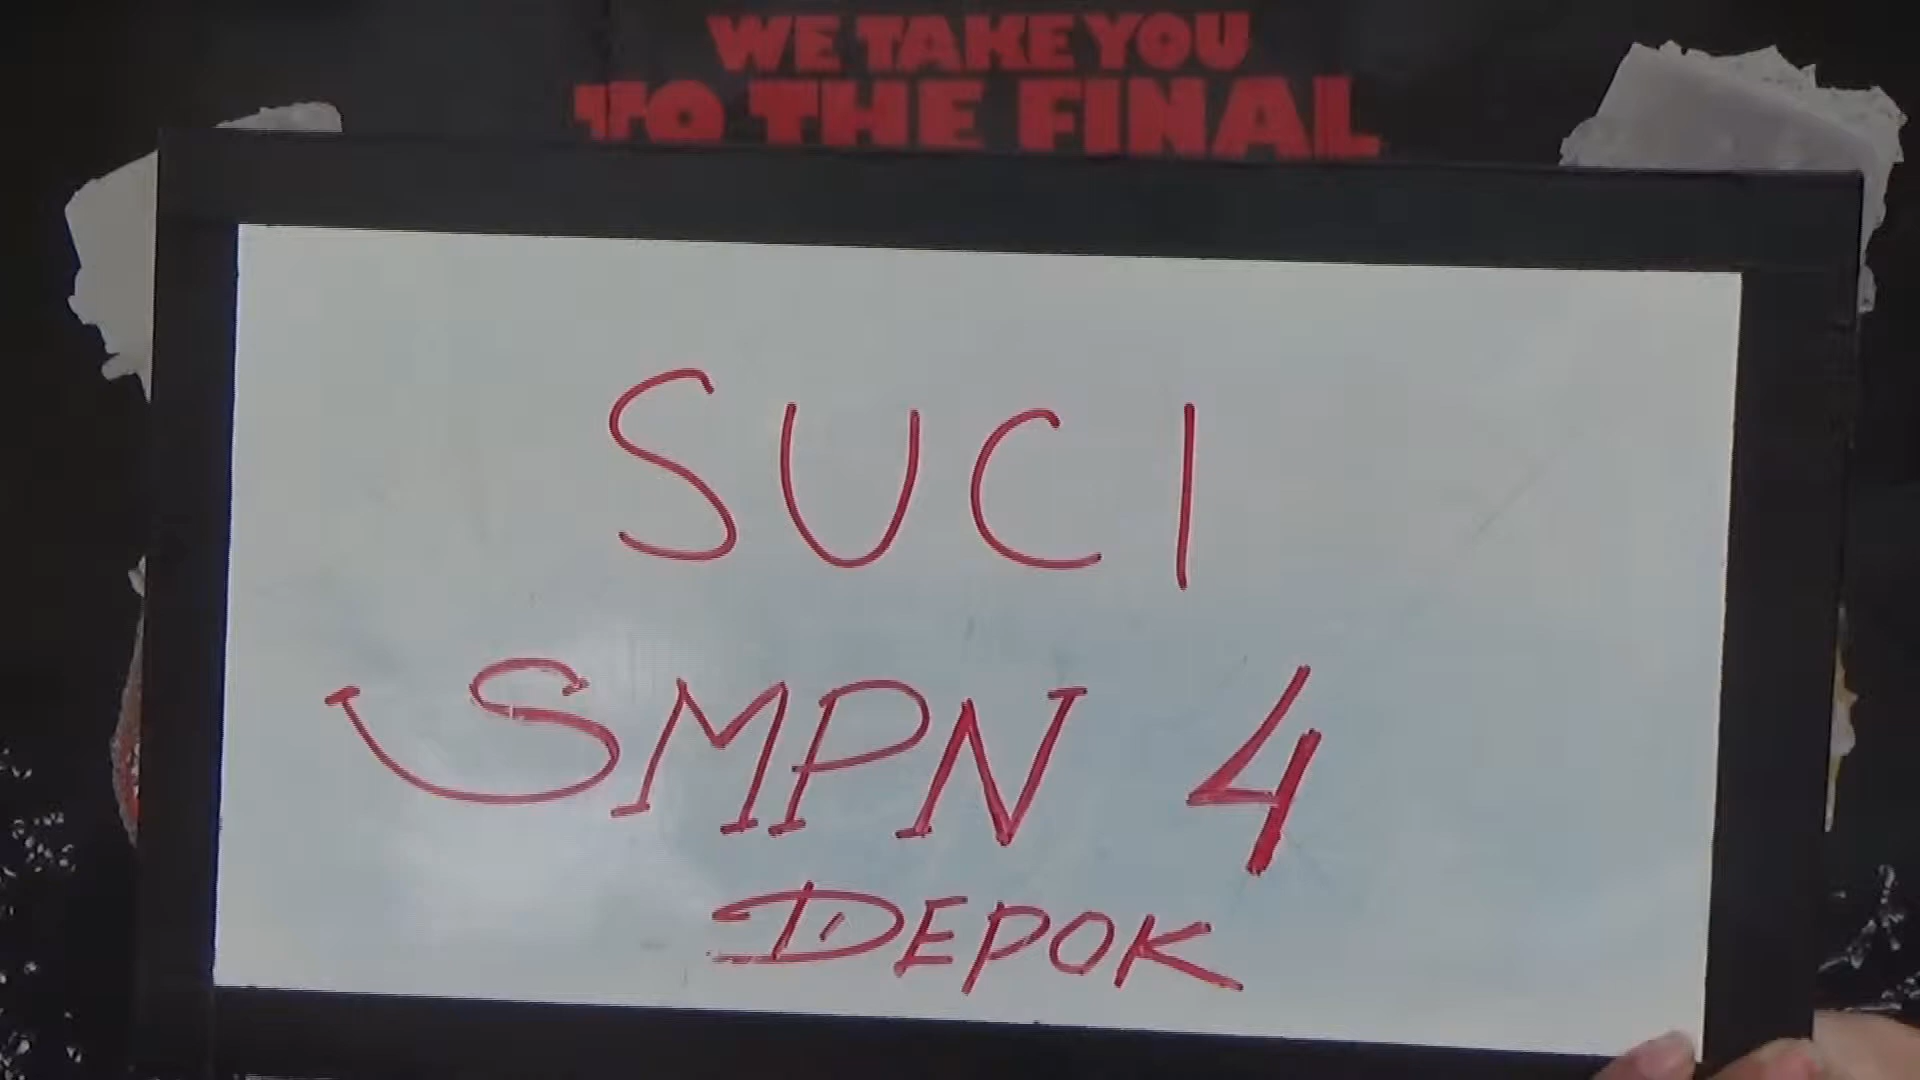 WE TAKE YOU
TO THE FINAL
SUCI
SMPN 4
DEPOK